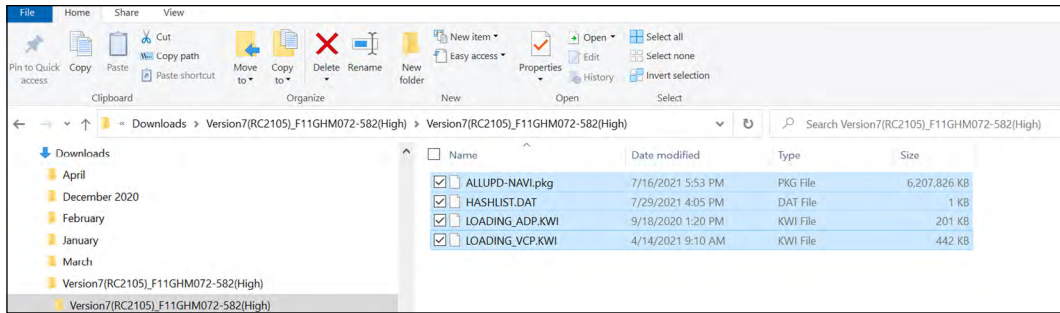 File Home Share View
Pin to Quick access
Copy
Paste
Cut
Copy path
Paste shortcut
Clipboard
Move to
Copy to
Delete
Rename
Organize
New folder
New item
Easy access
New
Properties
Open
Edit
History
Open
Select all
Select none
Invert selection
Select
« Downloads > Version7(RC2105)_F11GHM072-582(High) > Version7(RC2105)_F11GHM072-582(High)
Search Version7(RC2105)_F11GHM072-582(High)
Downloads
April
December 2020
February
January
March
Version7(RC2105)_F11GHM072-582(High)
Version7(RC2105)_F11GHM072-582(High)
Name Date modified Type Size
ALLUPD-NAVI.pkg 7/16/2021 5:53 PM PKG File 6,207,826 KB
HASHLIST.DAT 7/29/2021 4:05 PM DAT File 1 KB
LOADING_ADP.KWI 9/18/2020 1:20 PM KWI File 201 KB
LOADING_VCP.KWI 4/14/2021 9:10 AM KWI File 442 KB